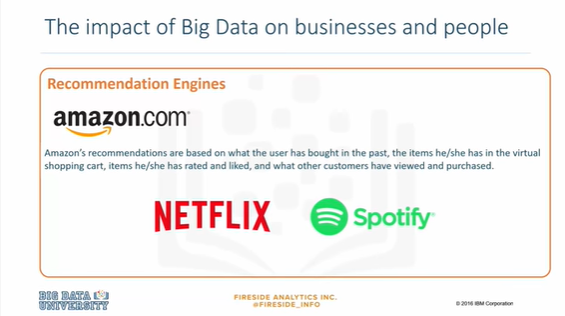 The impact of Big Data on businesses and people
Recommendation Engines
amazon.com
Amazon's recommendations are based on what the user has bought in the past, the items he/she has in the virtual
shopping cart, items he/she has rated and liked, and what other customers have viewed and purchased.
NETFLIX
Spotify
BIG DATA
UNIVERSITY
FIRESIDE ANALYTICS INC.
@FIRESIDE_INFO
© 2016 IBM Corporation